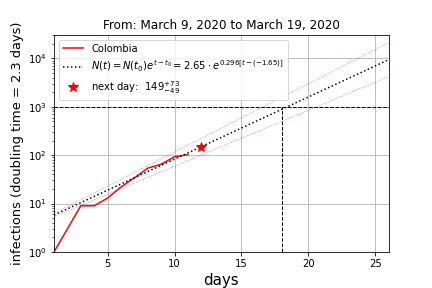 From: March 9, 2020 to March 19, 2020
infections (doubling time = 2.3 days)
Colombia
N(t) = N(t₀)e^{t − t₀} = 2.65 · e^{0.296[t − (−1.65)]}
next day: 149^{+73}_{−49}
10⁴
10³
10²
10¹
10⁰
5 10 15 20 25
days